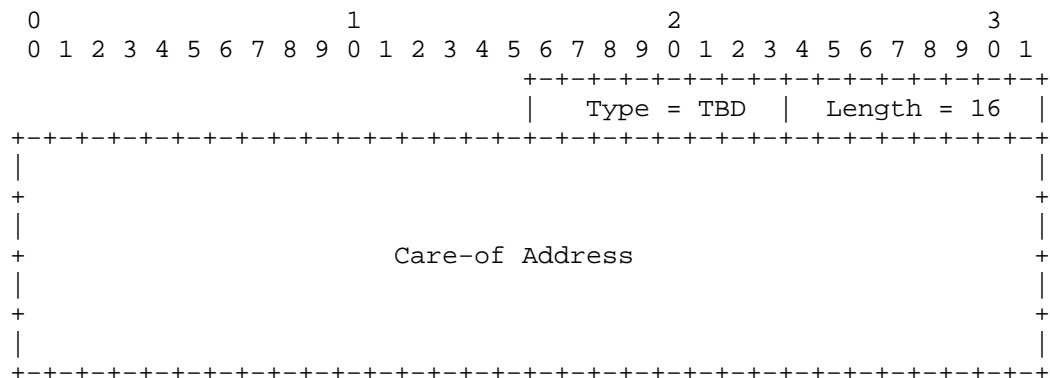 0                   1                   2                   3
 0 1 2 3 4 5 6 7 8 9 0 1 2 3 4 5 6 7 8 9 0 1 2 3 4 5 6 7 8 9 0 1
                                +-+-+-+-+-+-+-+-+-+-+-+-+-+-+-+-+
                                |   Type = TBD  |  Length = 16  |
+-+-+-+-+-+-+-+-+-+-+-+-+-+-+-+-+-+-+-+-+-+-+-+-+-+-+-+-+-+-+-+-+
|                                                               |
+                                                               +
|                                                               |
+                       Care-of Address                         +
|                                                               |
+                                                               +
|                                                               |
+-+-+-+-+-+-+-+-+-+-+-+-+-+-+-+-+-+-+-+-+-+-+-+-+-+-+-+-+-+-+-+-+